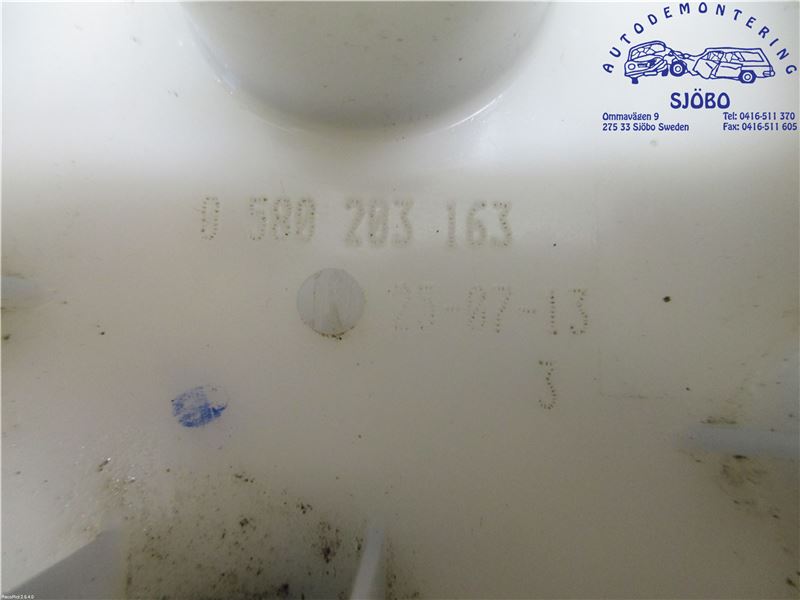 AUTODEMONTERING
SJÖBO
Ommavägen 9 Tel: 0416-511 370
275 33 Sjöbo Sweden Fax: 0416-511 605
0 580 203 163
25-07-13
3